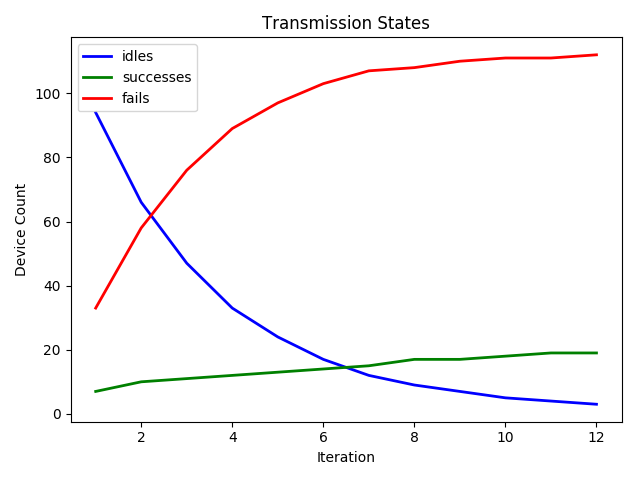 Transmission States
idles
successes
fails
Device Count
100
80
60
40
20
0
2 4 6 8 10 12
Iteration